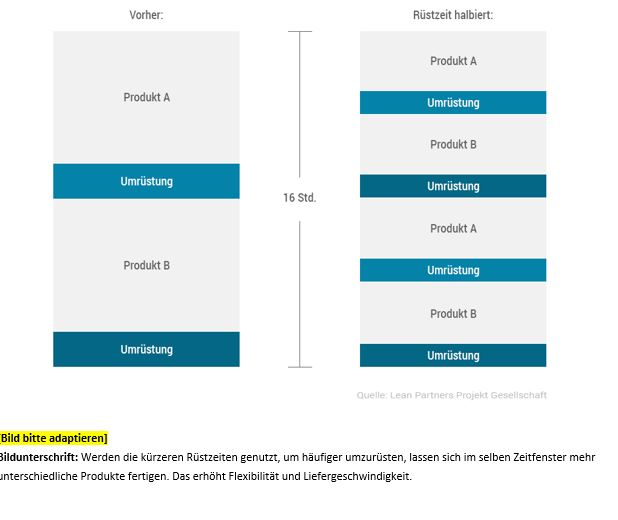 Vorher:
Rüstzeit halbiert:
Produkt A
Umrüstung
Produkt B
Umrüstung
16 Std.
Produkt A
Umrüstung
Produkt B
Umrüstung
Produkt A
Umrüstung
Produkt B
Umrüstung
Quelle: Lean Partners Projekt Gesellschaft
[Bild bitte adaptieren]
Bildunterschrift: Werden die kürzeren Rüstzeiten genutzt, um häufiger umzurüsten, lassen sich im selben Zeitfenster mehr
unterschiedliche Produkte fertigen. Das erhöht Flexibilität und Liefergeschwindigkeit.